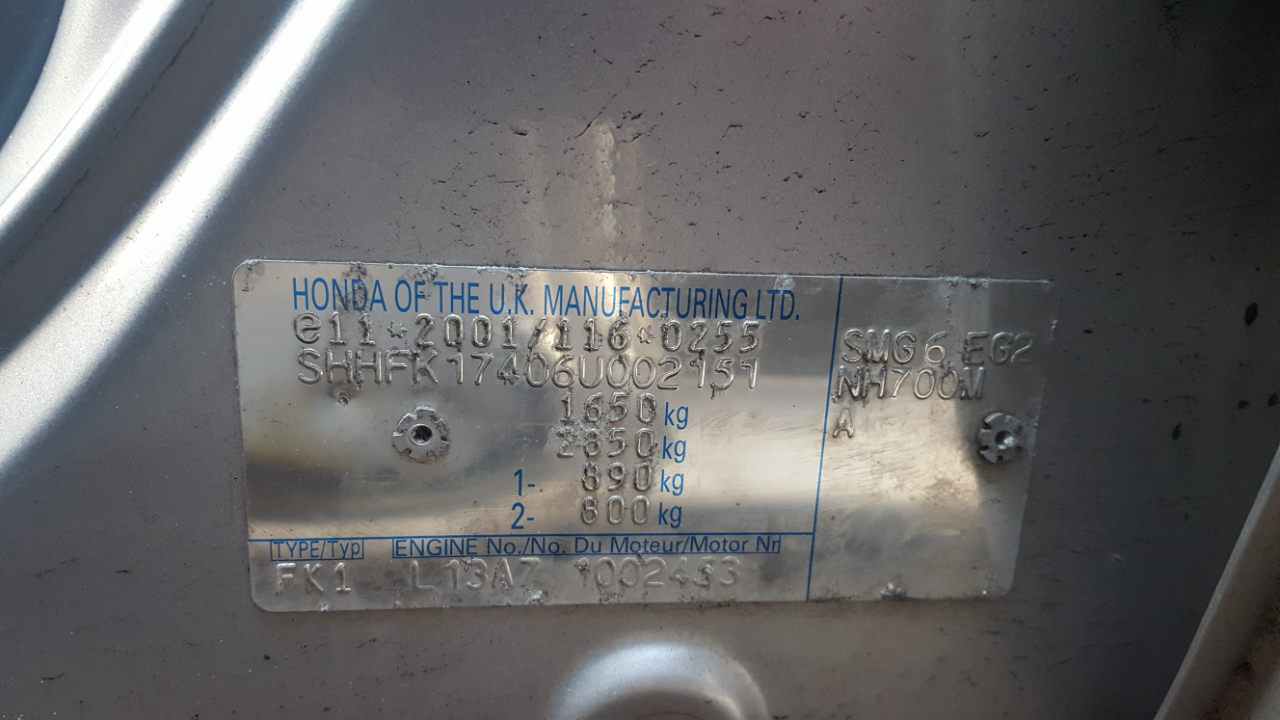 HONDA OF THE U.K. MANUFACTURING LTD.
e11*2001/116*0255
SHHFK17406U002151
1650 kg
2850 kg
1- 890 kg
2- 800 kg
SMG6 EG2
NH700M
A
TYPE/Typ ENGINE No./No. Du Moteur/Motor Nr
FK1 L13A7 1002433